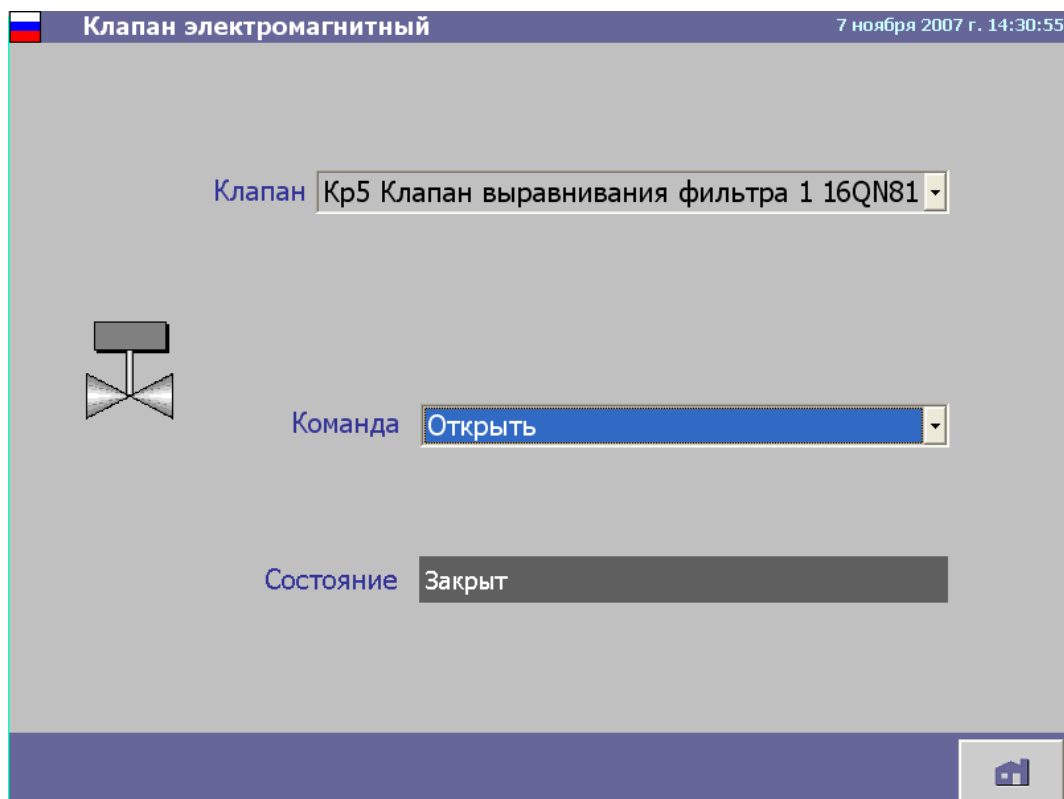 Клапан электромагнитный
7 ноября 2007 г. 14:30:55
Клапан Кр5 Клапан выравнивания фильтра 1 16QN81
Команда Открыть
Состояние Закрыт